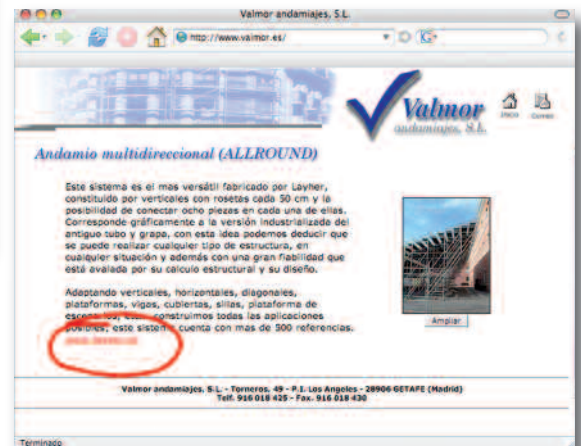 Valmor andamiajes, S.L.
http://www.valmor.es/
G
Valmor
andamiajes, S.L.
Inicio
Correo
Andamio multidireccional (ALLROUND)
Este sistema es el mas versátil fabricado por Layher,
constituido por verticales con rosetas cada 50 cm y la
posibilidad de conectar ocho piezas en cada una de ellas.
Corresponde gráficamente a la versión industrializada del
antiguo tubo y grapa, con esta idea podemos deducir que
se puede realizar cualquier tipo de estructura, en
cualquier situación y además con una gran fiabilidad que
está avalada por su calculo estructural y su diseño.
Adaptando verticales, horizontales, diagonales,
plataformas, vigas, cubiertas, sillas, plataforma de
escenarios, etc. construimos todas las aplicaciones
posibles, este sistema cuenta con mas de 500 referencias.
Ampliar
Valmor andamiajes, S.L. - Torneros, 49 - P.I. Los Angeles - 28906 GETAFE (Madrid)
Telf. 916 018 425 - Fax. 916 018 430
Terminado